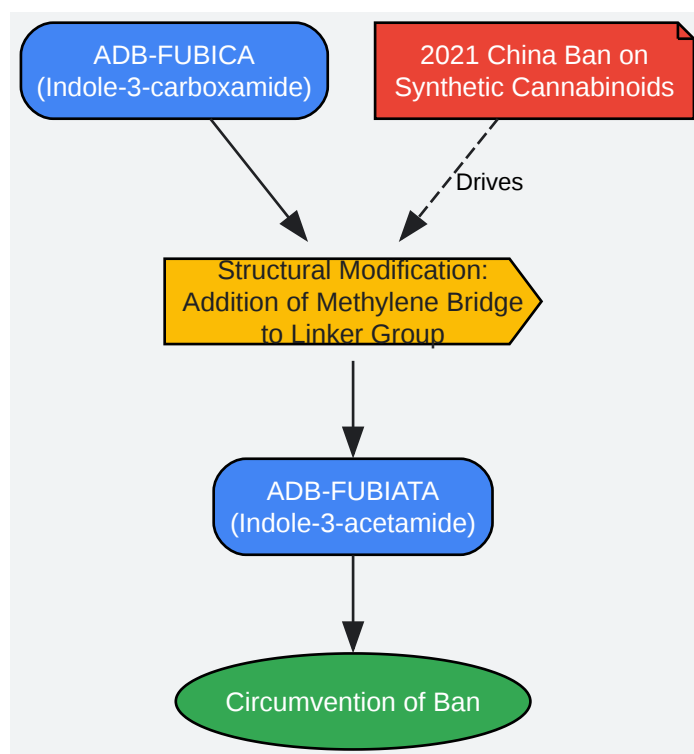 ADB-FUBICA
(Indole-3-carboxamide)
2021 China Ban on
Synthetic Cannabinoids
Drives
Structural Modification:
Addition of Methylene Bridge
to Linker Group
ADB-FUBIATA
(Indole-3-acetamide)
Circumvention of Ban